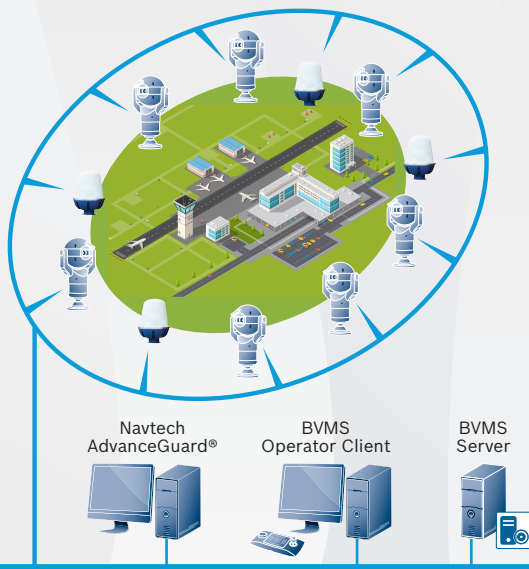 Navtech
AdvanceGuard®
BVMS
Operator Client
BVMS
Server